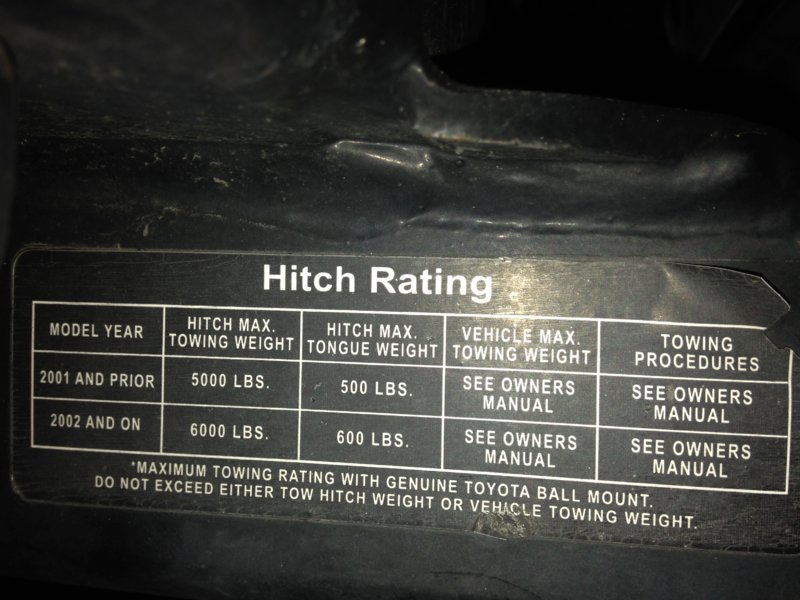 Hitch Rating
MODEL YEAR
HITCH MAX.
TOWING WEIGHT
HITCH MAX.
TONGUE WEIGHT
VEHICLE MAX.
TOWING WEIGHT
TOWING
PROCEDURES
2001 AND PRIOR
5000 LBS.
500 LBS.
SEE OWNERS
MANUAL
SEE OWNERS
MANUAL
2002 AND ON
6000 LBS.
600 LBS.
SEE OWNERS
MANUAL
SEE OWNERS
MANUAL
*MAXIMUM TOWING RATING WITH GENUINE TOYOTA BALL MOUNT.
DO NOT EXCEED EITHER TOW HITCH WEIGHT OR VEHICLE TOWING WEIGHT.